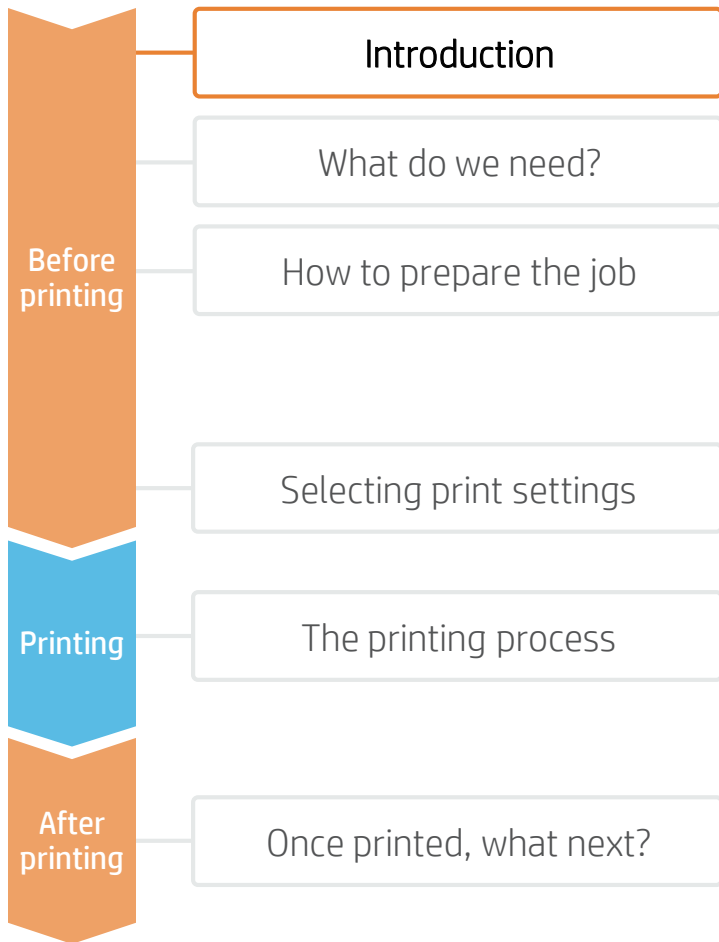 Introduction
What do we need?
Before
printing
How to prepare the job
Selecting print settings
Printing
The printing process
After
printing
Once printed, what next?